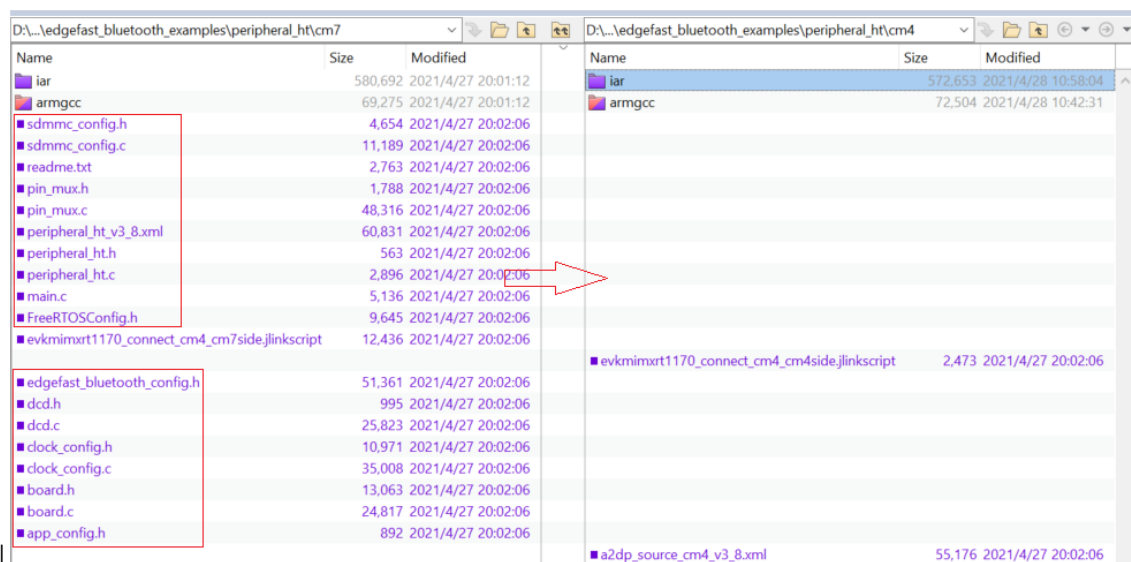 D:\...\edgefast_bluetooth_examples\peripheral_ht\cm7 D:\...\edgefast_bluetooth_examples\peripheral_ht\cm4
Name Size Modified Name Size Modified
iar 580,692 2021/4/27 20:01:12 iar 572,653 2021/4/28 10:58:04
armgcc 69,275 2021/4/27 20:01:12 armgcc 72,504 2021/4/28 10:42:31
sdmmc_config.h 4,654 2021/4/27 20:02:06
sdmmc_config.c 11,189 2021/4/27 20:02:06
readme.txt 2,763 2021/4/27 20:02:06
pin_mux.h 1,788 2021/4/27 20:02:06
pin_mux.c 48,316 2021/4/27 20:02:06
peripheral_ht_v3_8.xml 60,831 2021/4/27 20:02:06
peripheral_ht.h 563 2021/4/27 20:02:06
peripheral_ht.c 2,896 2021/4/27 20:02:06
main.c 5,136 2021/4/27 20:02:06
FreeRTOSConfig.h 9,645 2021/4/27 20:02:06
evkmimxrt1170_connect_cm4_cm7side.jlinkscript 12,436 2021/4/27 20:02:06
evkmimxrt1170_connect_cm4_cm4side.jlinkscript 2,473 2021/4/27 20:02:06
edgefast_bluetooth_config.h 51,361 2021/4/27 20:02:06
dcd.h 995 2021/4/27 20:02:06
dcd.c 25,823 2021/4/27 20:02:06
clock_config.h 10,971 2021/4/27 20:02:06
clock_config.c 35,008 2021/4/27 20:02:06
board.h 13,063 2021/4/27 20:02:06
board.c 24,817 2021/4/27 20:02:06
app_config.h 892 2021/4/27 20:02:06
a2dp_source_cm4_v3_8.xml 55,176 2021/4/27 20:02:06